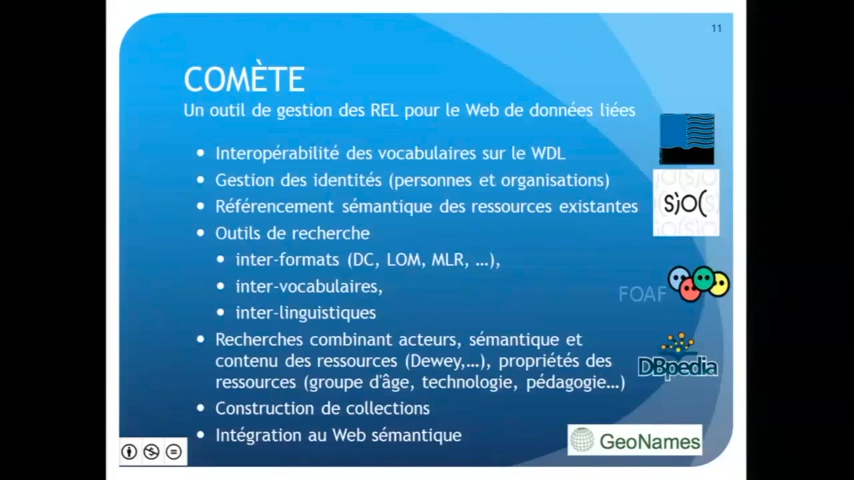 11
COMÈTE
Un outil de gestion des REL pour le Web de données liées
• Interopérabilité des vocabulaires sur le WDL
• Gestion des identités (personnes et organisations)
• Référencement sémantique des ressources existantes
• Outils de recherche
• inter-formats (DC, LOM, MLR, …),
• inter-vocabulaires,
• inter-linguistiques
• Recherches combinant acteurs, sémantique et
contenu des ressources (Dewey,…), propriétés des
ressources (groupe d'âge, technologie, pédagogie…)
• Construction de collections
• Intégration au Web sémantique
SIOC
FOAF
DBpedia
GeoNames